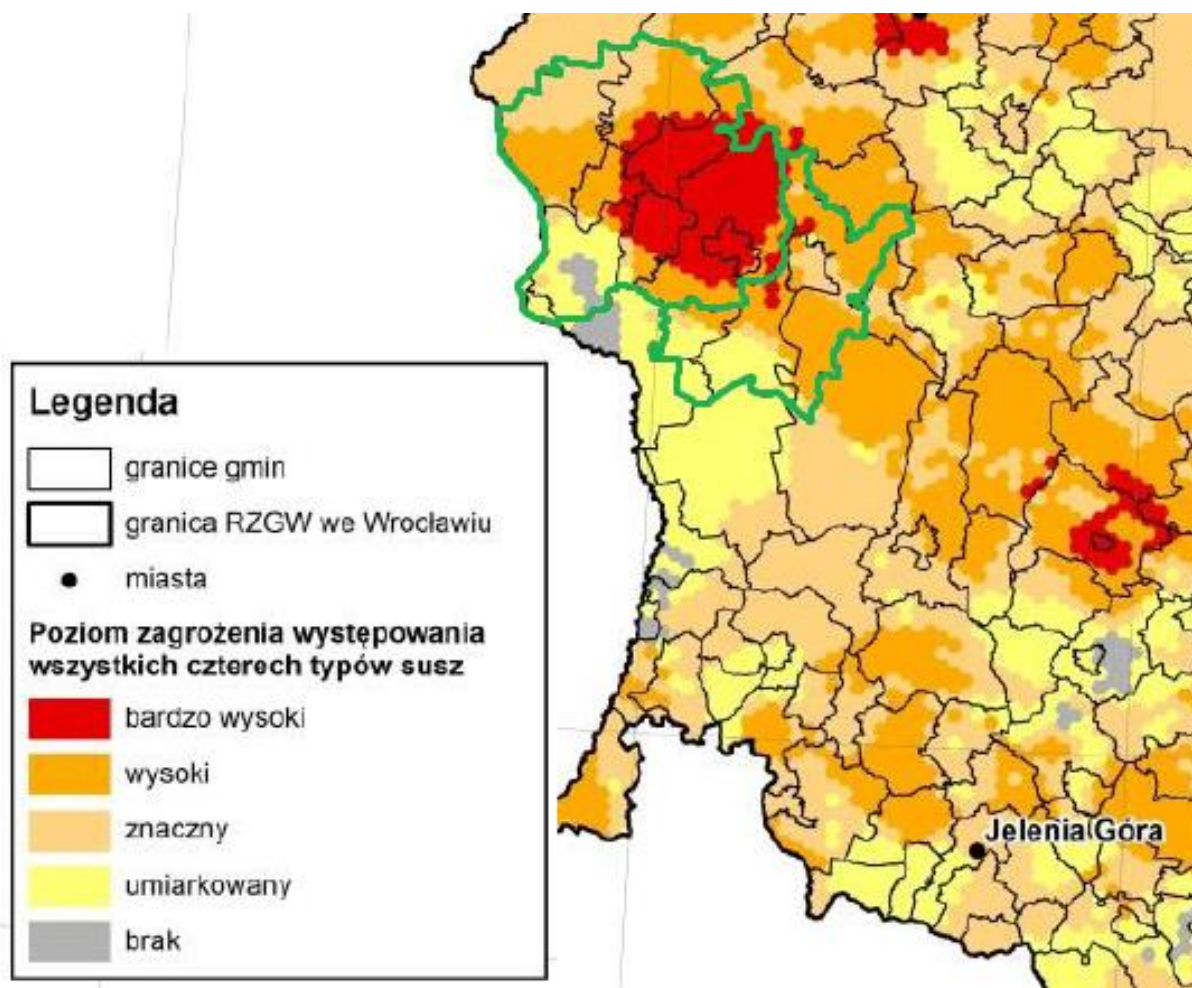 Legenda
granice gmin
granica RZGW we Wrocławiu
miasta
Poziom zagrożenia występowania
wszystkich czterech typów susz
bardzo wysoki
wysoki
znaczny
umiarkowany
brak
Jelenia Góra